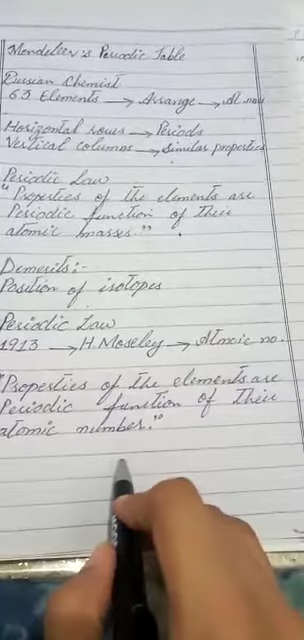 Mendeleev's Periodic Table
Russian Chemist
63 Elements → Arrange → At. mass
Horizontal rows → Periods
Vertical columns → Similar properties
Periodic Law
"Properties of the elements are
Periodic function of their
atomic masses."
Demerits:-
Position of isotopes
Periodic Law
1913 → H. Moseley → Atmoic no.
"Properties of the elements are
Periodic function of their
atomic number."